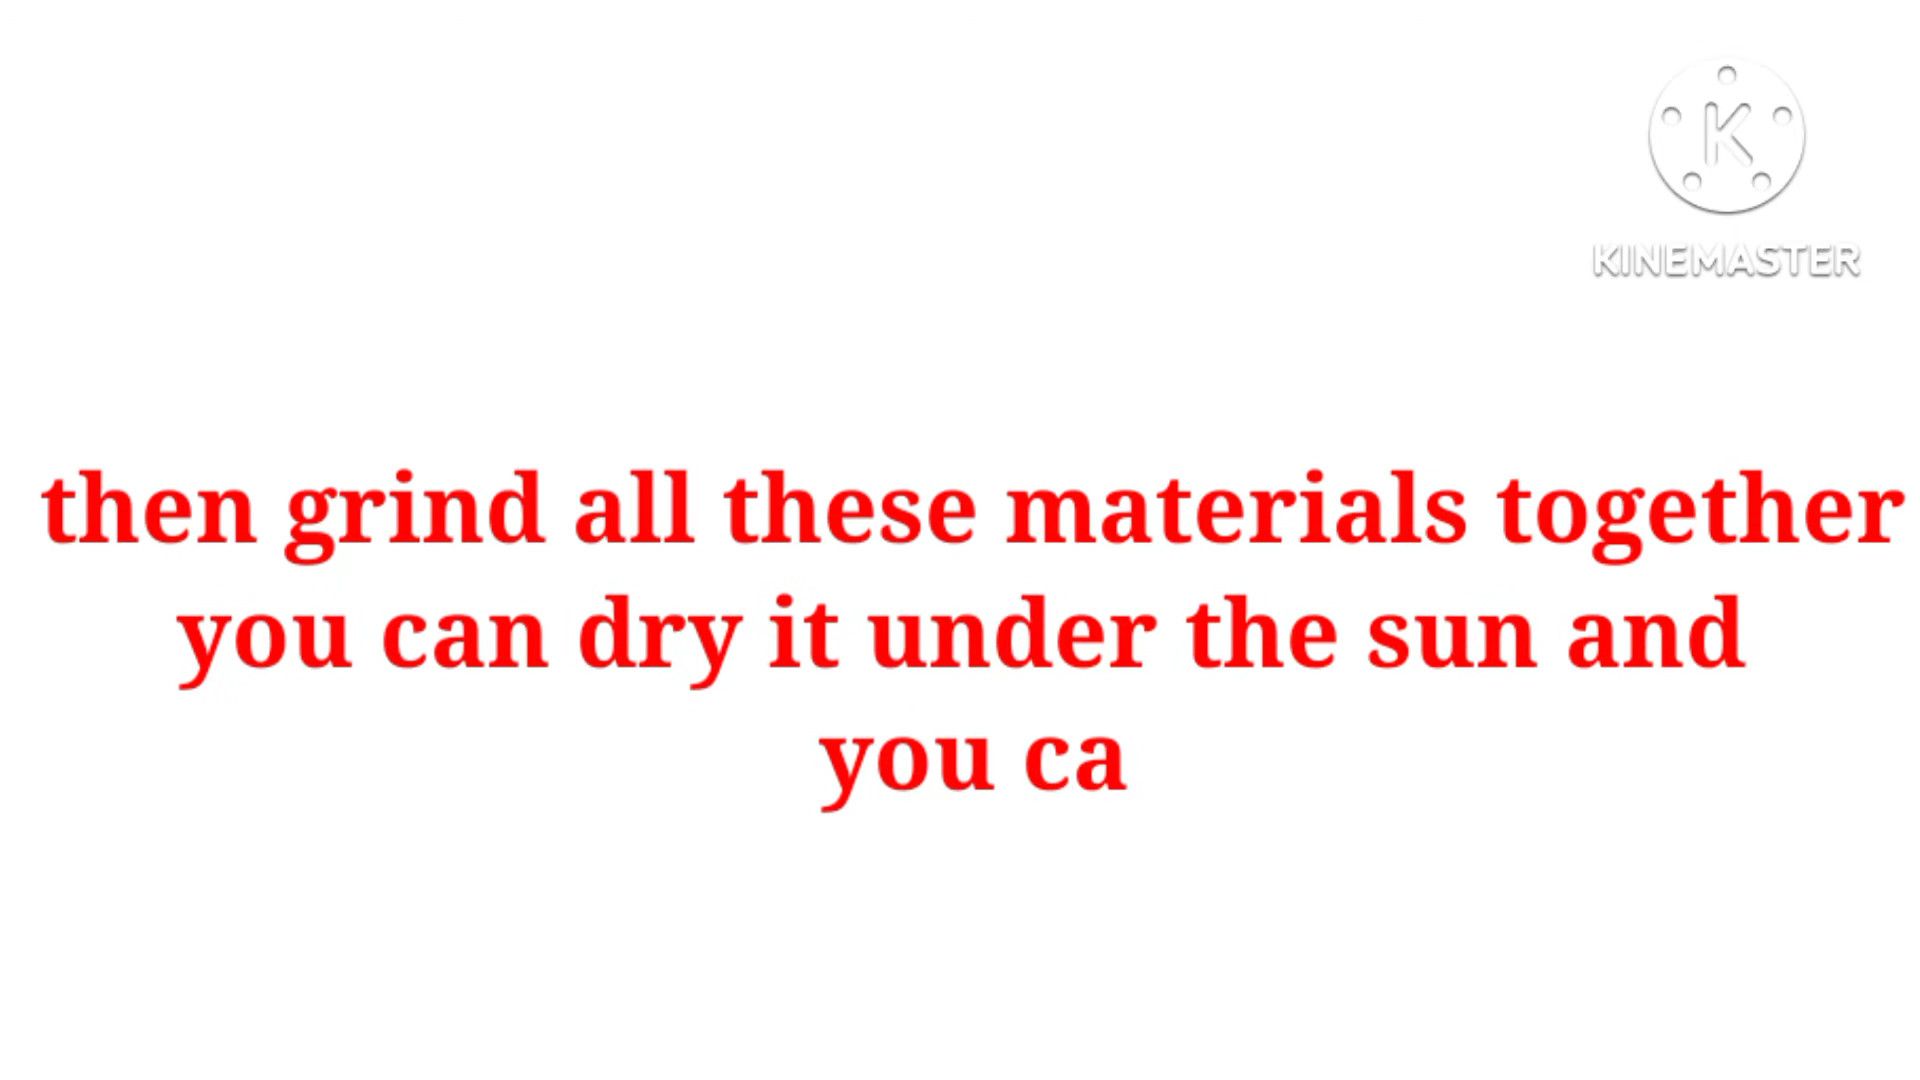 K
KINEMASTER
then grind all these materials together
you can dry it under the sun and
you ca